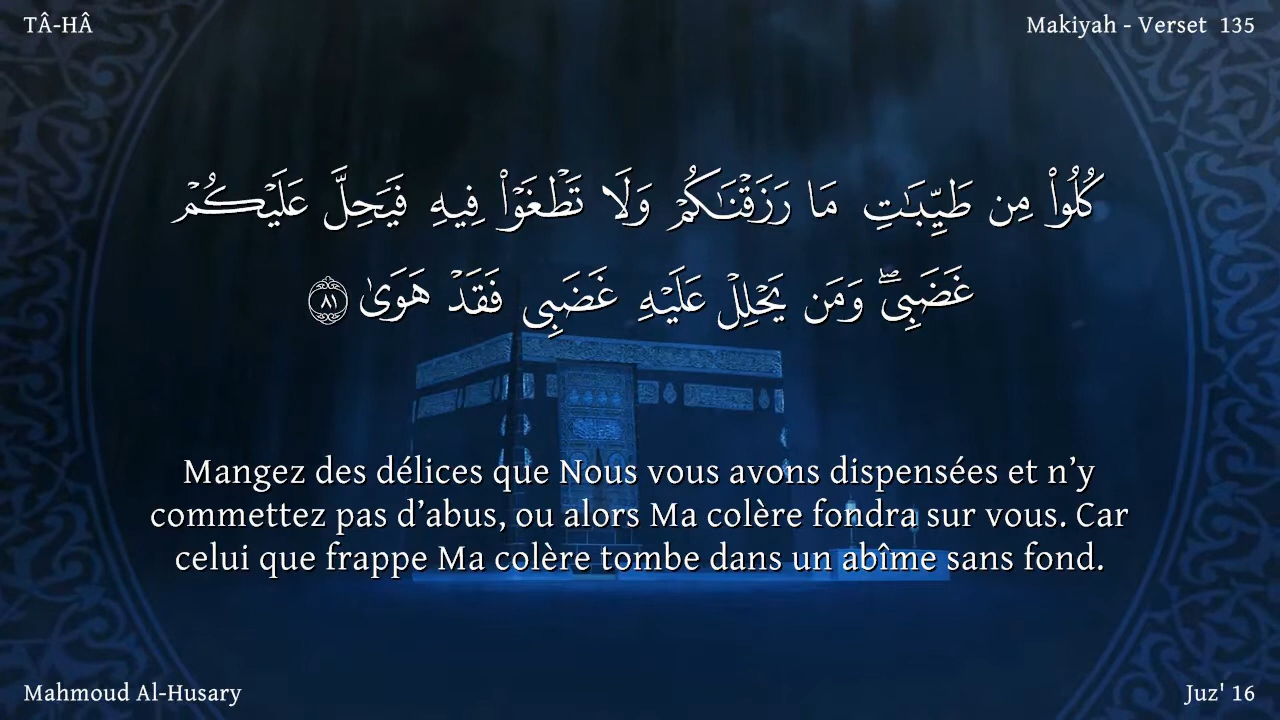 TÂ-HÂ
Makiyah - Verset 135
كُلُوا۟ مِن طَيِّبَـٰتِ مَا رَزَقْنَـٰكُمْ وَلَا تَطْغَوْا۟ فِيهِ فَيَحِلَّ عَلَيْكُمْ
غَضَبِى ۖ وَمَن يَحْلِلْ عَلَيْهِ غَضَبِى فَقَدْ هَوَىٰ ٨١
Mangez des délices que Nous vous avons dispensées et n’y
commettez pas d’abus, ou alors Ma colère fondra sur vous. Car
celui que frappe Ma colère tombe dans un abîme sans fond.
Mahmoud Al-Husary
Juz' 16